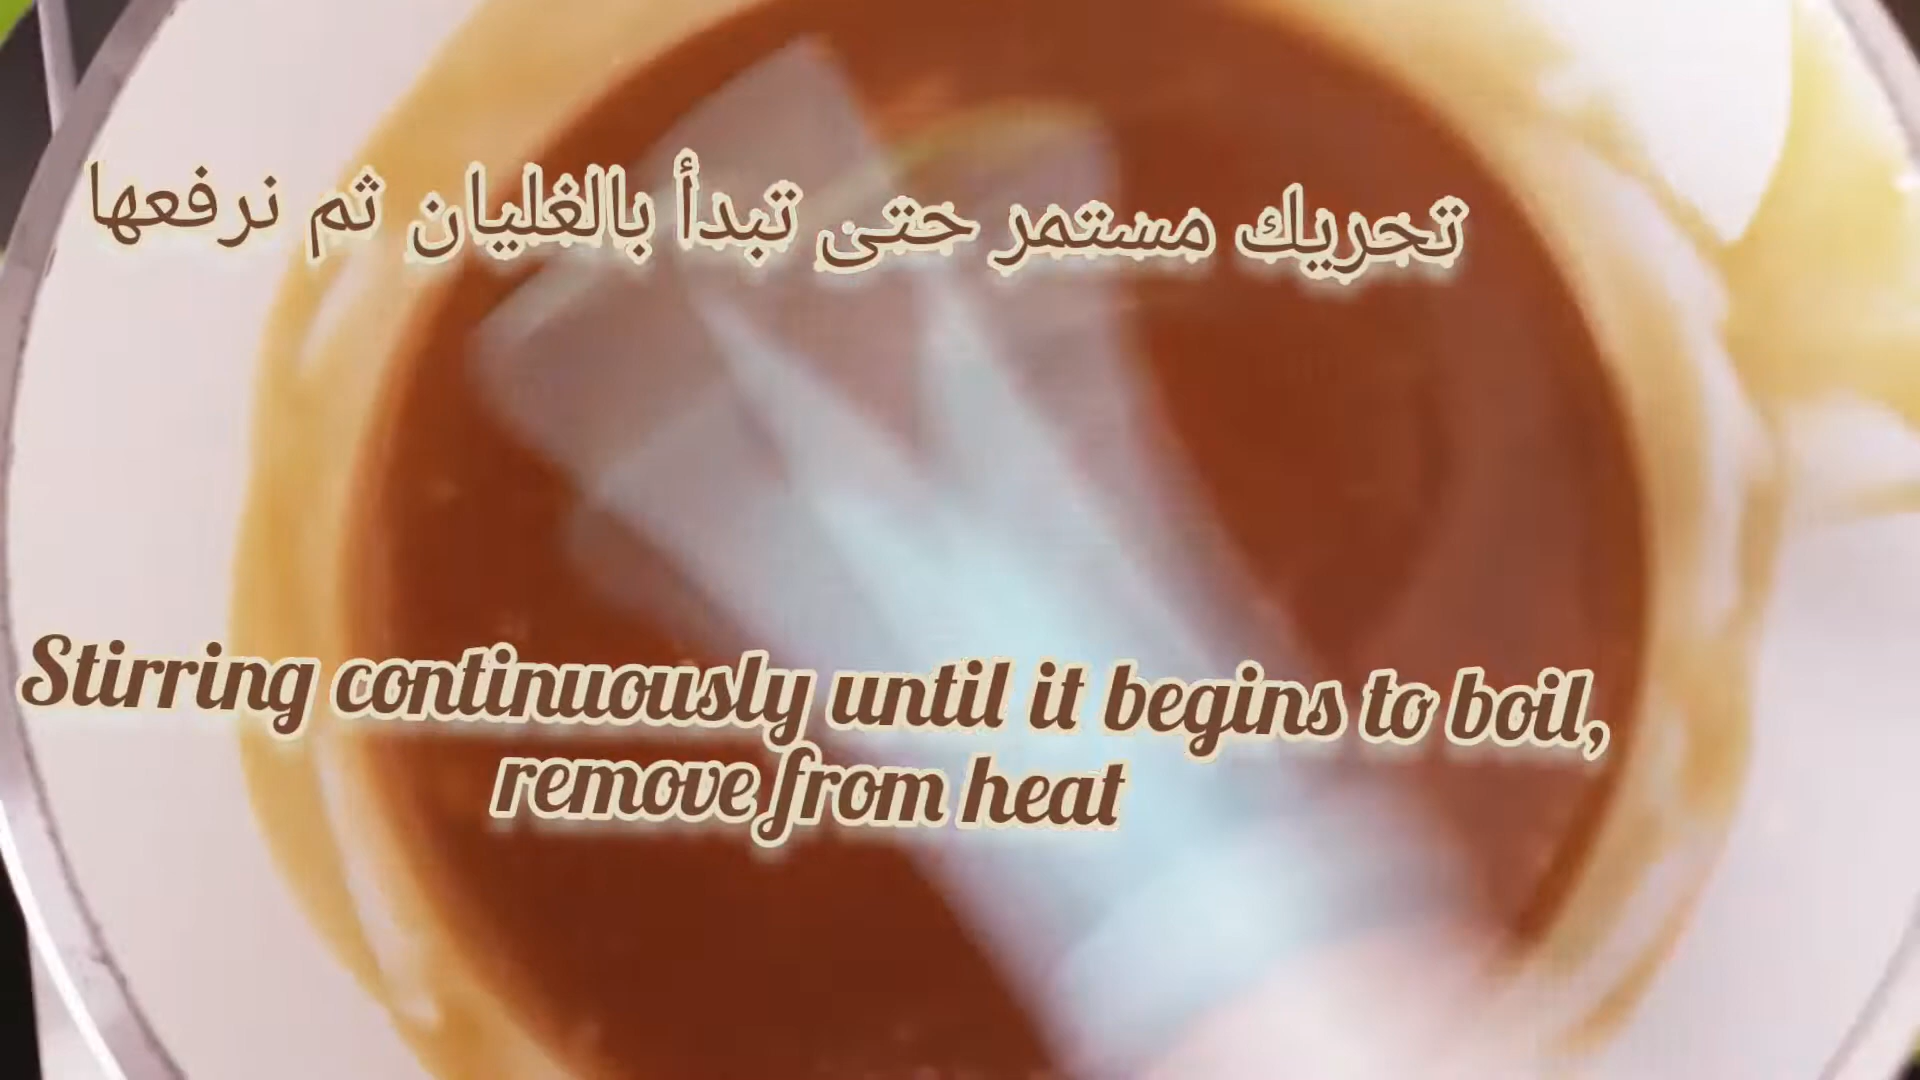 تحريك مستمر حتى تبدأ بالغليان ثم نرفعها
Stirring continuously until it begins to boil,
remove from heat